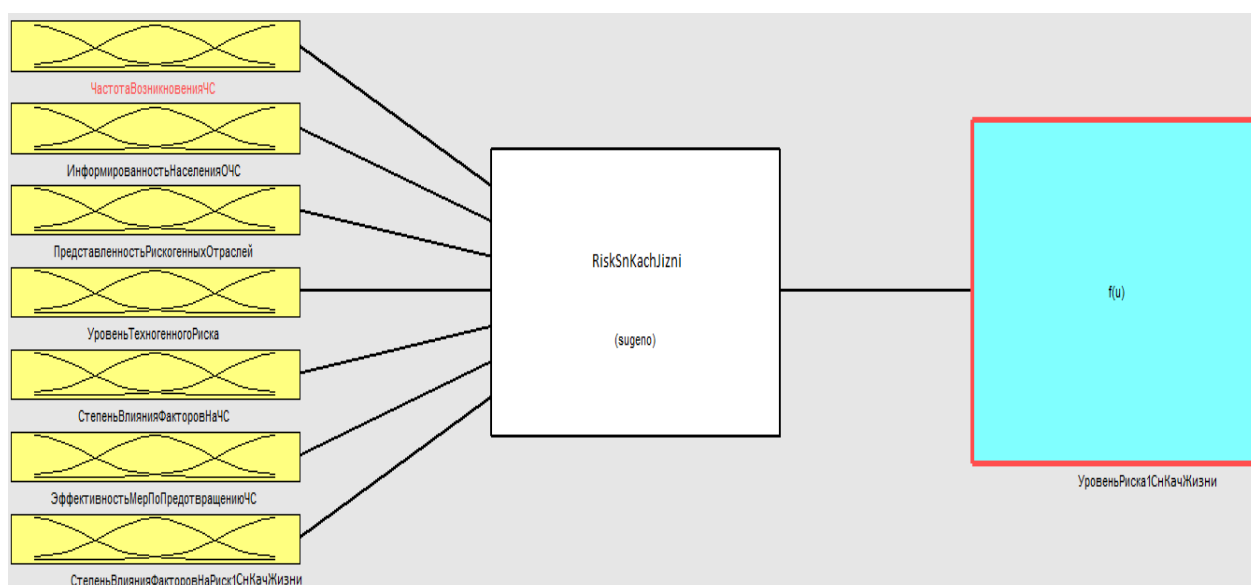 ЧастотаВозникновенияЧС
ИнформированностьНаселенияОЧС
ПредставленностьРискогенныхОтраслей
УровеньТехногенногоРиска
СтепеньВлиянияФакторовНаЧС
ЭффективностьМерПоПредотвращениюЧС
СтепеньВлиянияФакторовНаРиск1СнКачЖизни
RiskSnKachJizni
(sugeno)
f(u)
УровеньРиска1СнКачЖизни